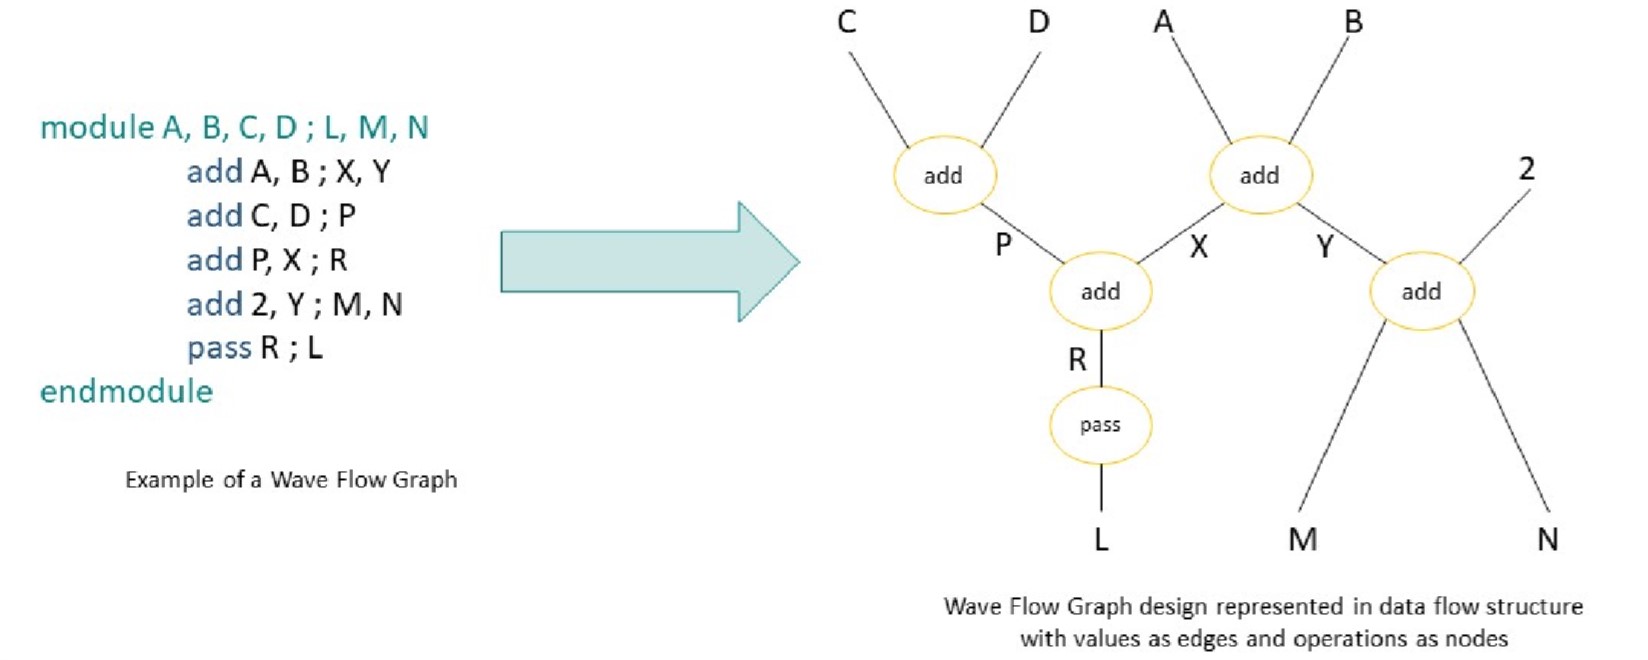 module A, B, C, D ; L, M, N
add A, B ; X, Y
add C, D ; P
add P, X ; R
add 2, Y ; M, N
pass R ; L
endmodule
Example of a Wave Flow Graph
C
D
A
B
add
add
2
P
X
Y
add
add
R
pass
L
M
N
Wave Flow Graph design represented in data flow structure
with values as edges and operations as nodes